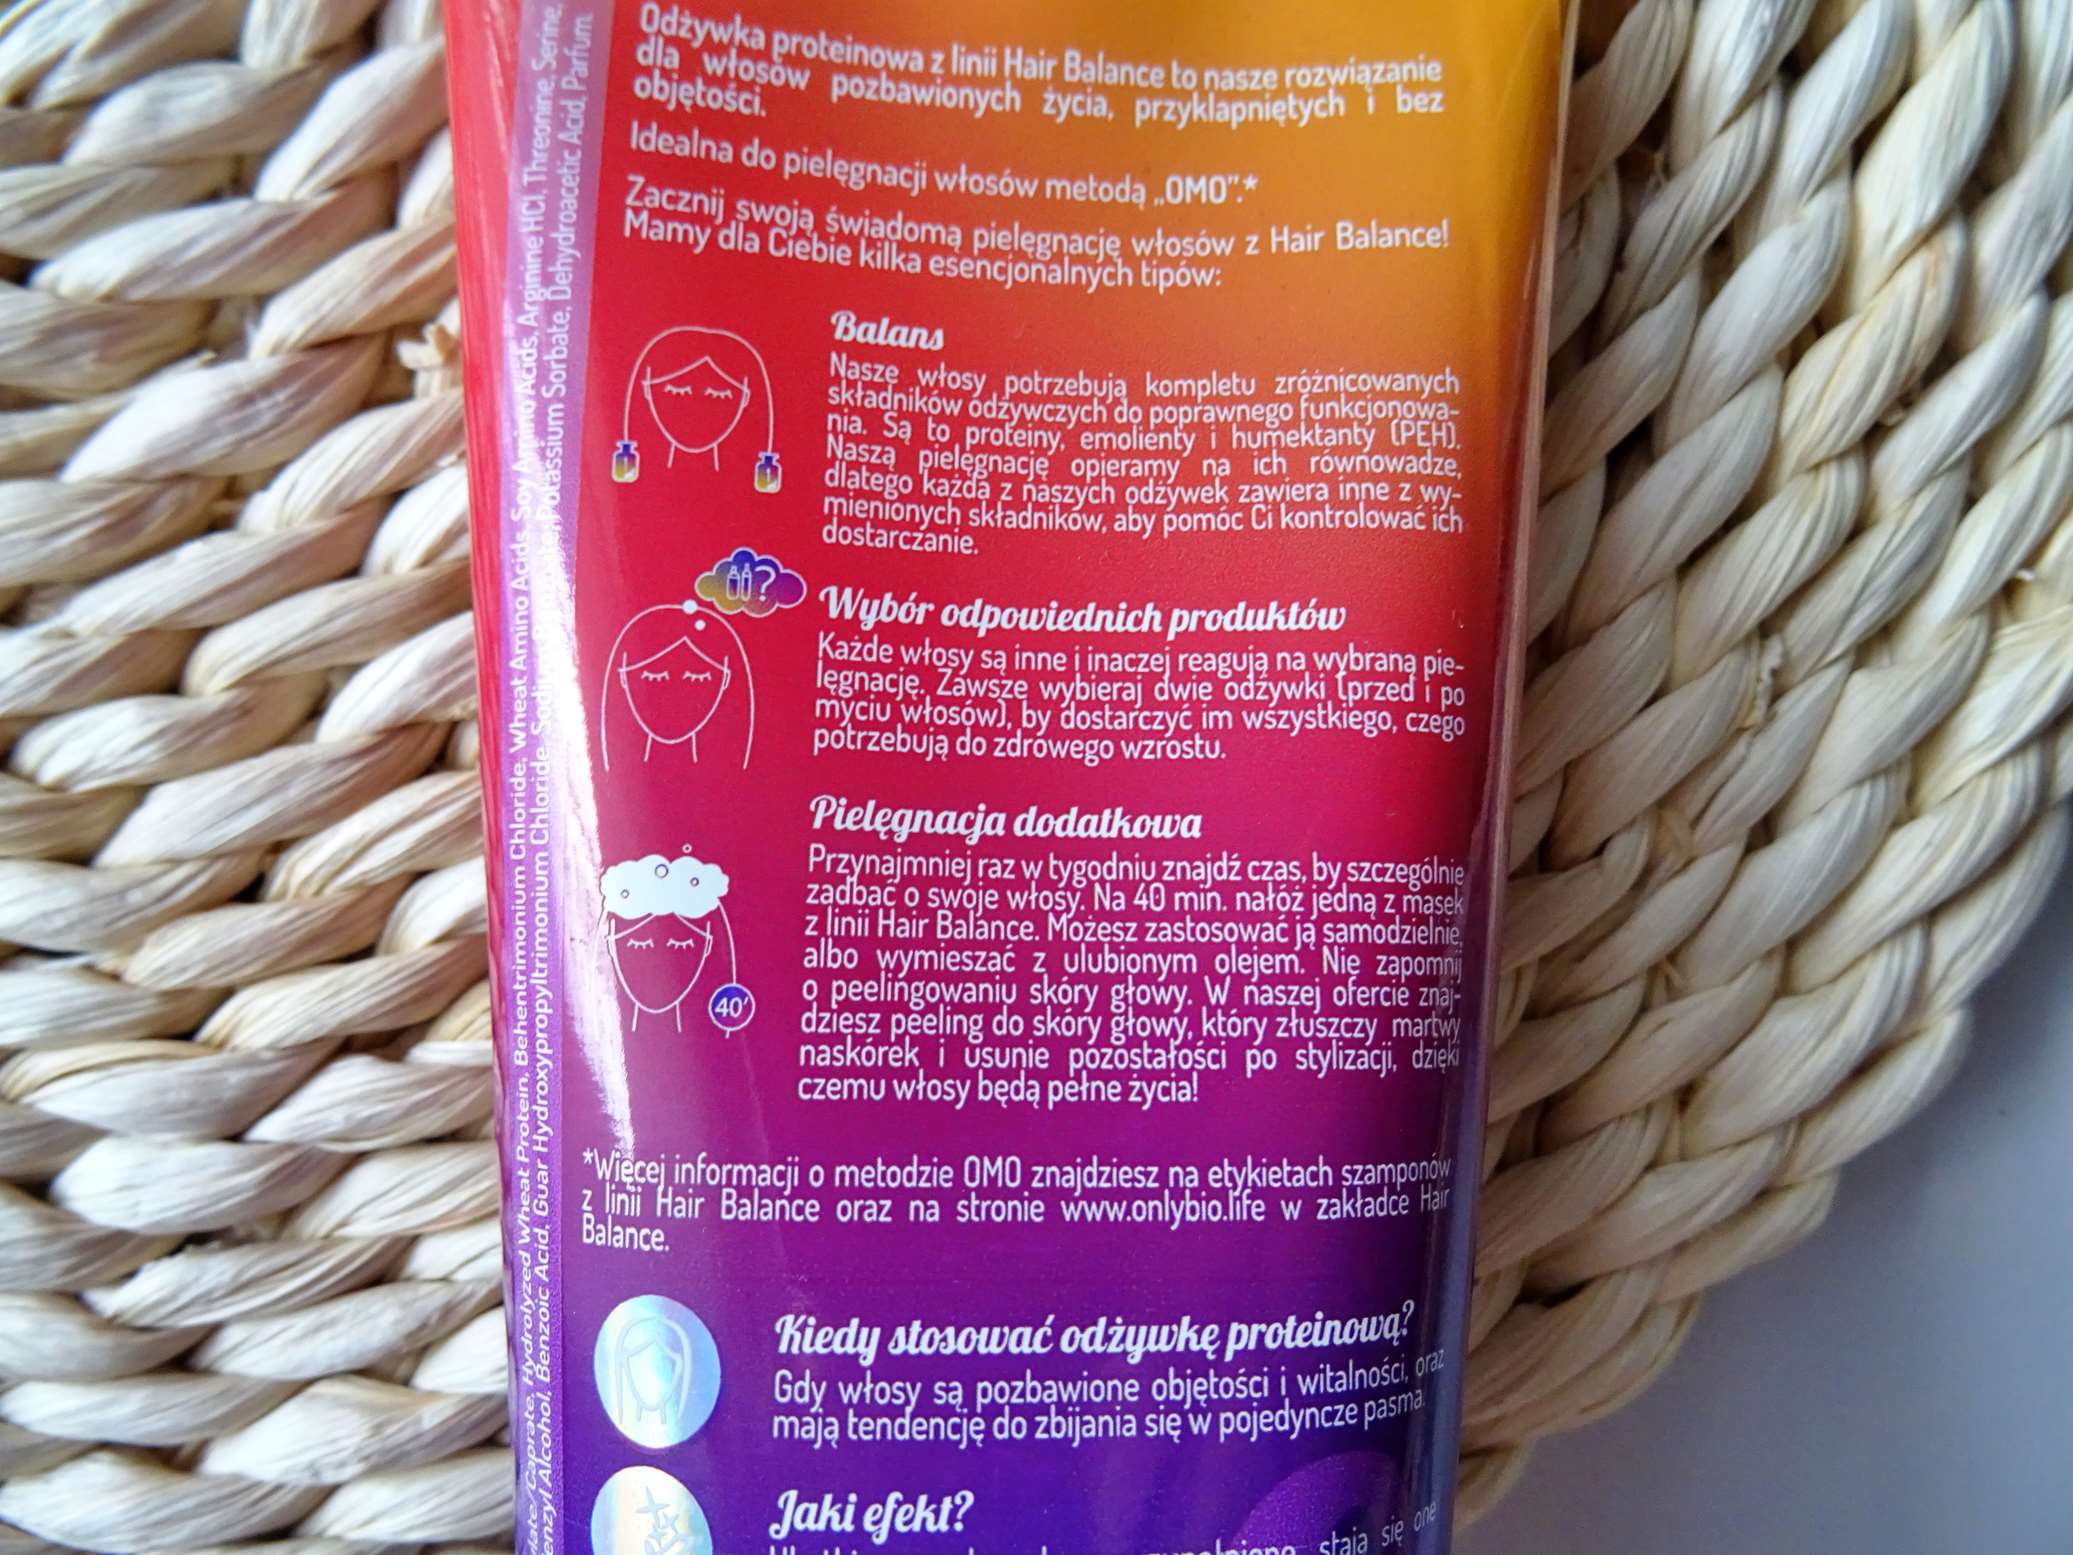 Odżywka proteinowa z linii Hair Balance to nasze rozwiązanie
dla włosów pozbawionych życia, przyklapniętych i bez
objętości.
Idealna do pielęgnacji włosów metodą „OMO”.*
Zacznij swoją świadomą pielęgnację włosów z Hair Balance!
Mamy dla Ciebie kilka esencjonalnych tipów:
Balans
Nasze włosy potrzebują kompletu zróżnicowanych
składników odżywczych do poprawnego funkcjonowa-
nia. Są to proteiny, emolienty i humektanty (PEH).
Naszą pielęgnację opieramy na ich równowadze,
dlatego każda z naszych odżywek zawiera inne z wy-
mienionych składników, aby pomóc Ci kontrolować ich
dostarczanie.
?
Wybór odpowiednich produktów
Każde włosy są inne i inaczej reagują na wybraną pie-
lęgnację. Zawsze wybieraj dwie odżywki (przed i po
myciu włosów), by dostarczyć im wszystkiego, czego
potrzebują do zdrowego wzrostu.
Pielęgnacja dodatkowa
Przynajmniej raz w tygodniu znajdź czas, by szczególnie
zadbać o swoje włosy. Na 40 min. nałóż jedną z masek
z linii Hair Balance. Możesz zastosować ją samodzielnie,
albo wymieszać z ulubionym olejem. Nie zapomnij
o peelingowaniu skóry głowy. W naszej ofercie znaj-
dziesz peeling do skóry głowy, który złuszczy martwy
naskórek i usunie pozostałości po stylizacji, dzięki
czemu włosy będą pełne życia!
40'
*Więcej informacji o metodzie OMO znajdziesz na etykietach szamponów
z linii Hair Balance oraz na stronie www.onlybio.life w zakładce Hair
Balance.
Kiedy stosować odżywkę proteinową?
Gdy włosy są pozbawione objętości i witalności, oraz
mają tendencję do zbijania się w pojedyncze pasma.
Jaki efekt?
stają się one
Caprate, Hydrolyzed Wheat Protein, Behentrimonium Chloride, Wheat Amino Acids, Soy Amino Acids, Arginine HCl, Threonine, Serine,
Benzyl Alcohol, Benzoic Acid, Guar Hydroxypropyltrimonium Chloride, Sodium Potassium Sorbate, Dehydroacetic Acid, Parfum.